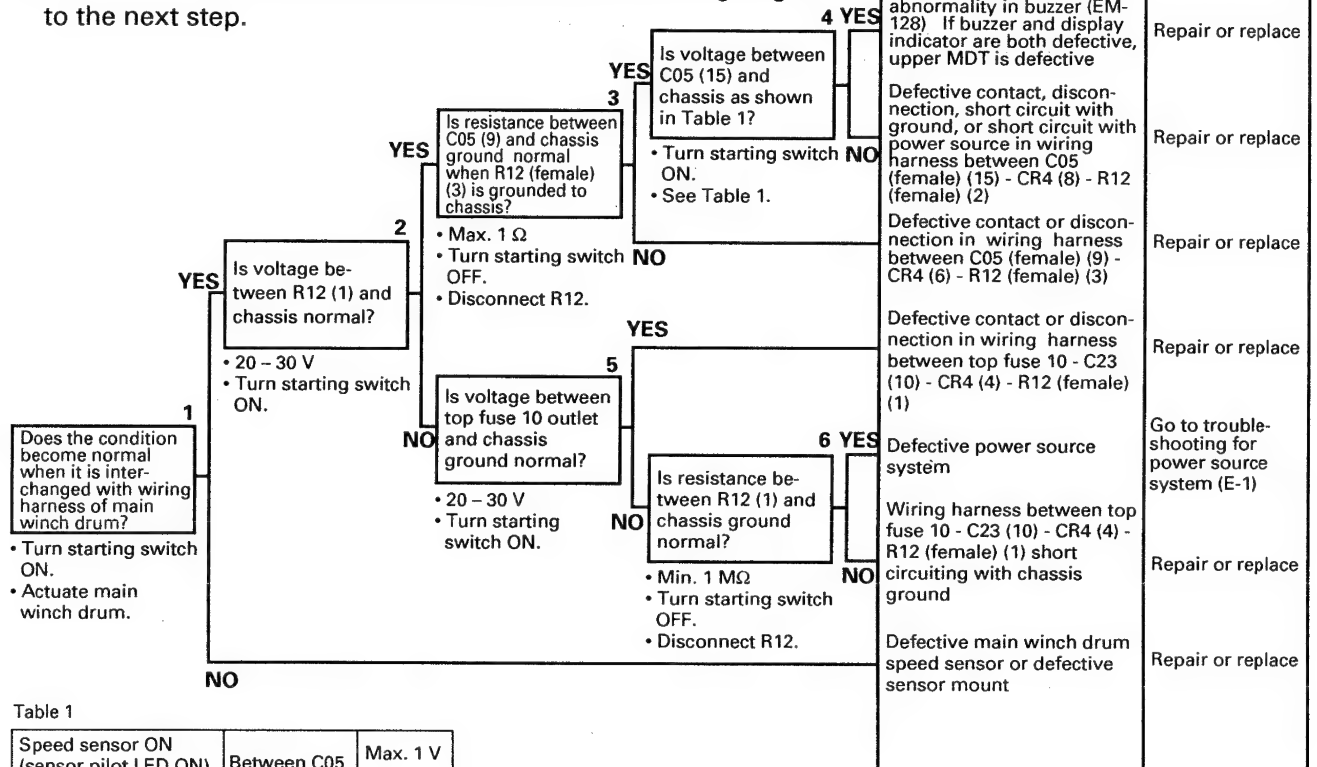 to the next step.
1
Does the condition
become normal
when it is inter-
changed with wiring
harness of main
winch drum?
• Turn starting switch
ON.
• Actuate main
winch drum.
YES
NO
2
Is voltage be-
tween R12 (1) and
chassis normal?
• 20 – 30 V
• Turn starting switch
ON.
YES
NO
3
Is resistance between
C05 (9) and chassis
ground normal
when R12 (female)
(3) is grounded to
chassis?
• Max. 1 Ω
• Turn starting switch
OFF.
• Disconnect R12.
YES
NO
4
Is voltage between
C05 (15) and
chassis as shown
in Table 1?
• Turn starting switch
ON.
• See Table 1.
YES
NO
5
Is voltage between
top fuse 10 outlet
and chassis
ground normal?
• 20 – 30 V
• Turn starting
switch ON.
YES
NO
6
Is resistance be-
tween R12 (1) and
chassis ground
normal?
• Min. 1 MΩ
• Turn starting switch
OFF.
• Disconnect R12.
YES
NO
abnormality in buzzer (EM-
128) If buzzer and display
indicator are both defective,
upper MDT is defective
Repair or replace
Defective contact, discon-
nection, short circuit with
ground, or short circuit with
power source in wiring
harness between C05
(female) (15) - CR4 (8) - R12
(female) (2)
Repair or replace
Defective contact or discon-
nection in wiring harness
between C05 (female) (9) -
CR4 (6) - R12 (female) (3)
Repair or replace
Defective contact or discon-
nection in wiring harness
between top fuse 10 - C23
(10) - CR4 (4) - R12 (female)
(1)
Repair or replace
Defective power source
system
Go to trouble-
shooting for
power source
system (E-1)
Wiring harness between top
fuse 10 - C23 (10) - CR4 (4) -
R12 (female) (1) short
circuiting with chassis
ground
Repair or replace
Defective main winch drum
speed sensor or defective
sensor mount
Repair or replace
Table 1
Speed sensor ON
(sensor pilot LED ON)
Between C05
Max. 1 V